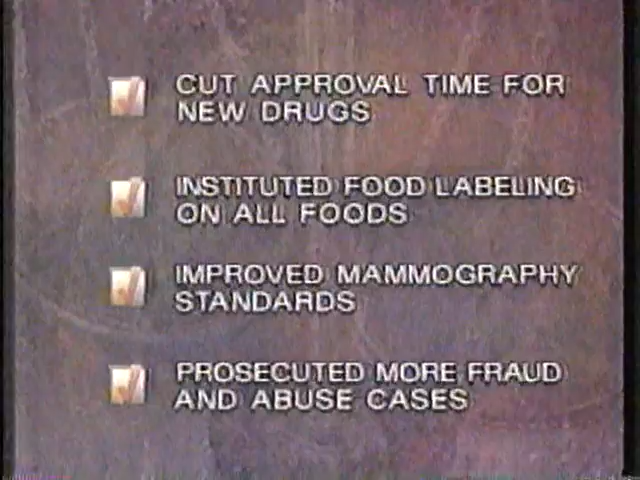 CUT APPROVAL TIME FOR
NEW DRUGS
INSTITUTED FOOD LABELING
ON ALL FOODS
IMPROVED MAMMOGRAPHY
STANDARDS
PROSECUTED MORE FRAUD
AND ABUSE CASES